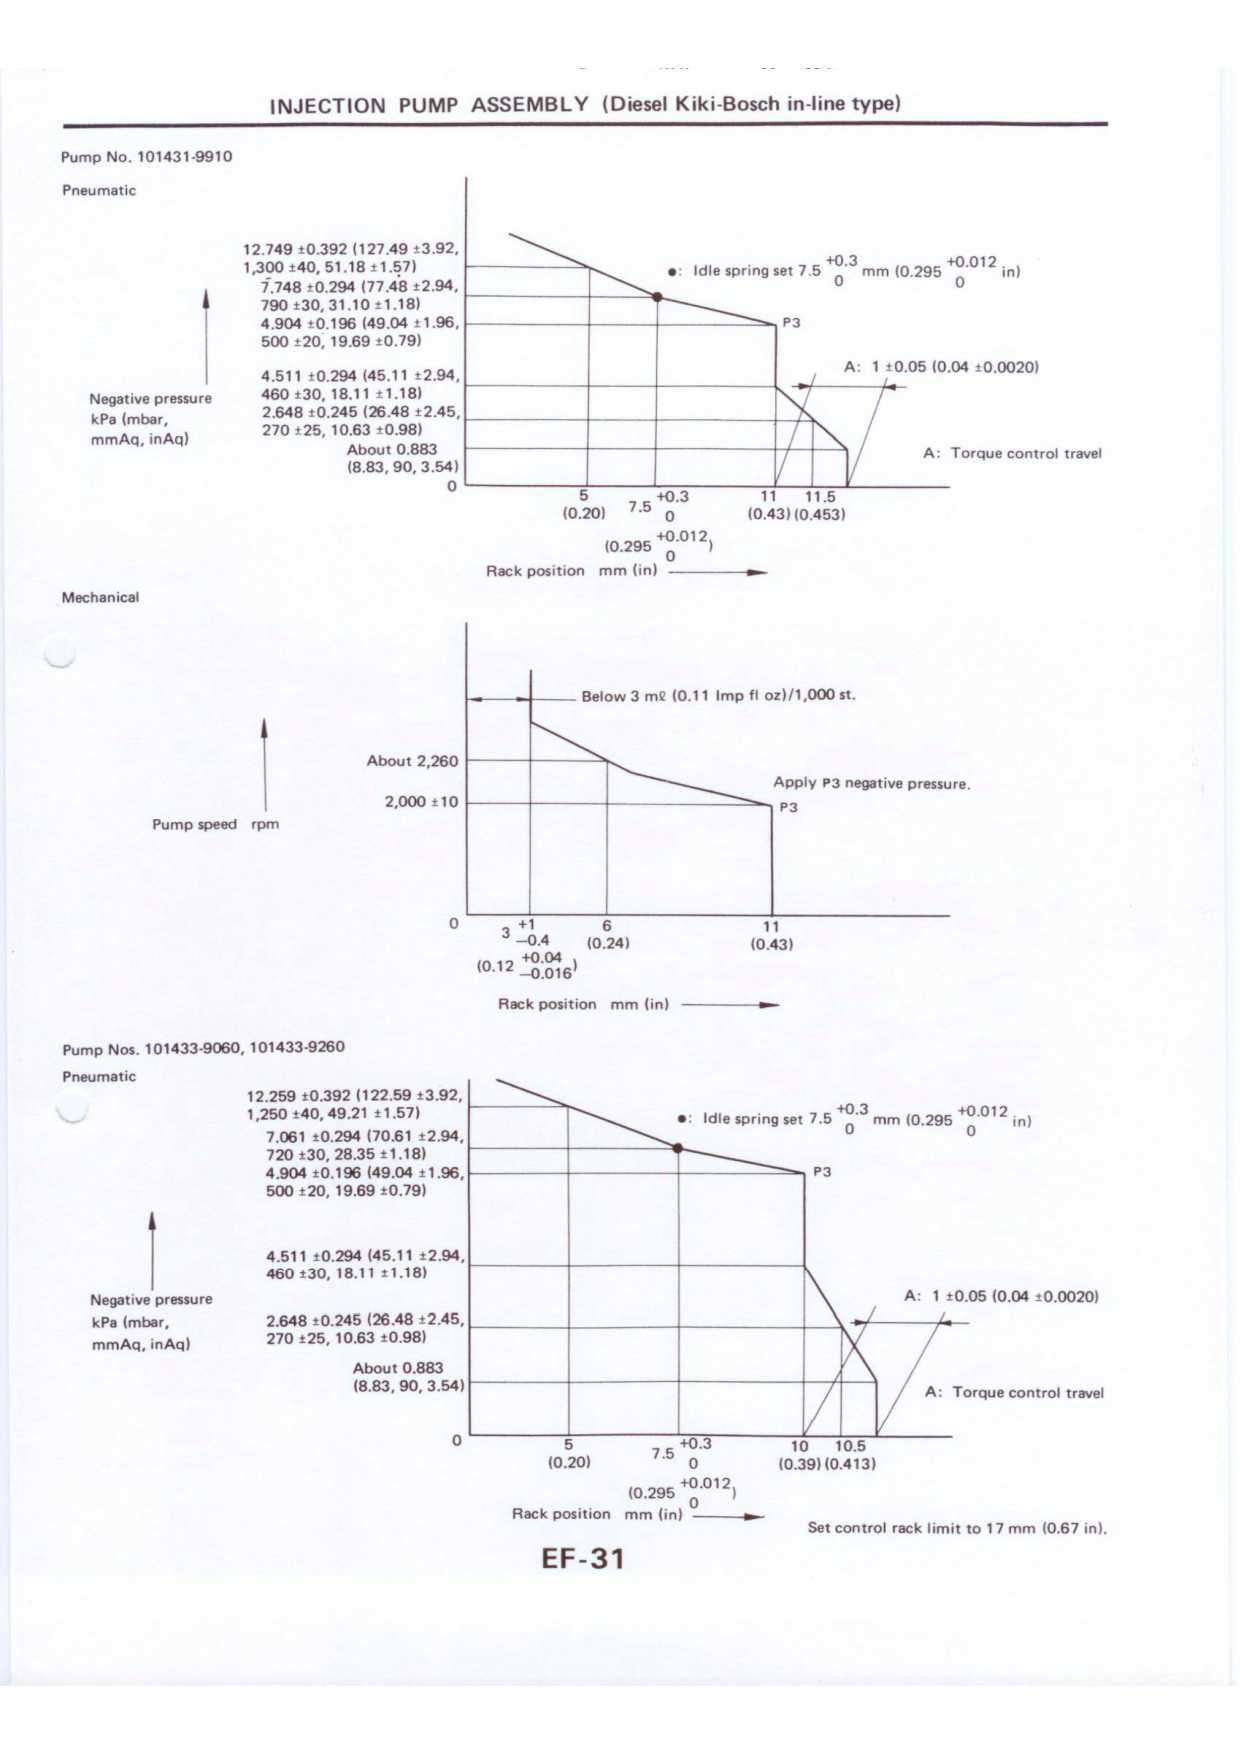 INJECTION PUMP ASSEMBLY (Diesel Kiki-Bosch in-line type)
Pump No. 101431-9910
Pneumatic
12.749 ±0.392 (127.49 ±3.92,
1,300 ±40, 51.18 ±1.57)
7.748 ±0.294 (77.48 ±2.94,
790 ±30, 31.10 ±1.18)
4.904 ±0.196 (49.04 ±1.96,
500 ±20, 19.69 ±0.79)
4.511 ±0.294 (45.11 ±2.94,
460 ±30, 18.11 ±1.18)
2.648 ±0.245 (26.48 ±2.45,
270 ±25, 10.63 ±0.98)
About 0.883
(8.83, 90, 3.54)
0
Negative pressure
kPa (mbar,
mmAq, inAq)
●: Idle spring set 7.5 +0.3 0 mm (0.295 +0.012 0 in)
P3
A: 1 ±0.05 (0.04 ±0.0020)
A: Torque control travel
5 7.5 +0.3 0 11 11.5
(0.20) (0.43) (0.453)
(0.295 +0.012 0)
Rack position mm (in)
Mechanical
Below 3 mℓ (0.11 Imp fl oz)/1,000 st.
About 2,260
2,000 ±10
Apply P3 negative pressure.
P3
Pump speed rpm
0
3 +1 −0.4 6 11
(0.24) (0.43)
(0.12 +0.04 −0.016)
Rack position mm (in)
Pump Nos. 101433-9060, 101433-9260
Pneumatic
12.259 ±0.392 (122.59 ±3.92,
1,250 ±40, 49.21 ±1.57)
7.061 ±0.294 (70.61 ±2.94,
720 ±30, 28.35 ±1.18)
4.904 ±0.196 (49.04 ±1.96,
500 ±20, 19.69 ±0.79)
4.511 ±0.294 (45.11 ±2.94,
460 ±30, 18.11 ±1.18)
2.648 ±0.245 (26.48 ±2.45,
270 ±25, 10.63 ±0.98)
About 0.883
(8.83, 90, 3.54)
0
Negative pressure
kPa (mbar,
mmAq, inAq)
●: Idle spring set 7.5 +0.3 0 mm (0.295 +0.012 0 in)
P3
A: 1 ±0.05 (0.04 ±0.0020)
A: Torque control travel
5 7.5 +0.3 0 10 10.5
(0.20) (0.39) (0.413)
(0.295 +0.012 0)
Rack position mm (in)
Set control rack limit to 17 mm (0.67 in).
EF-31